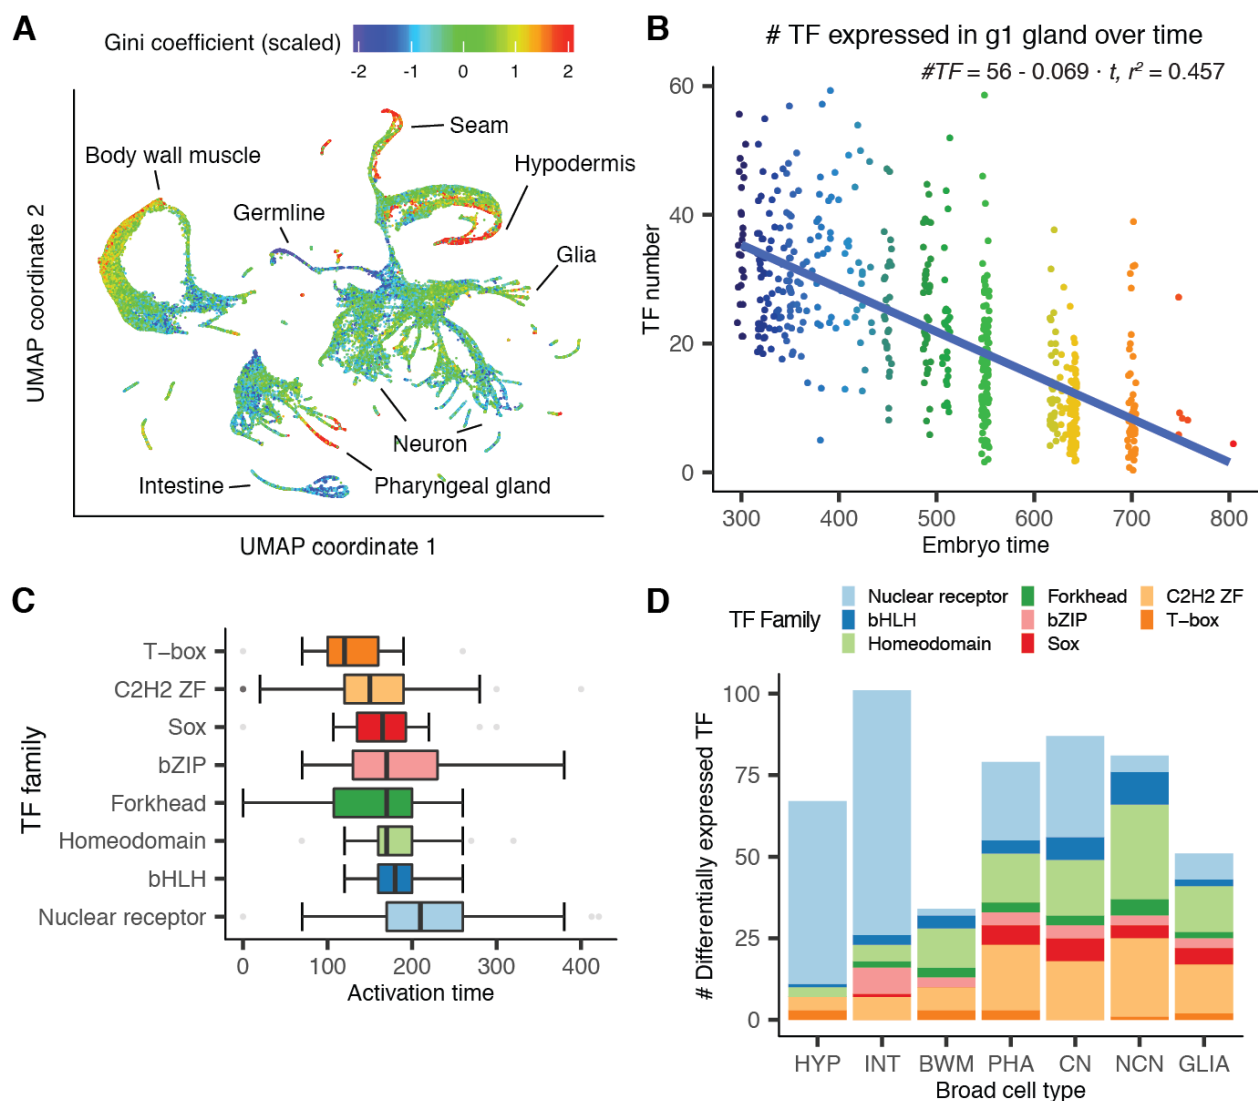 A
Gini coefficient (scaled)
-2 -1 0 1 2
UMAP coordinate 2
Seam
Body wall muscle
Hypodermis
Germline
Glia
Neuron
Intestine
Pharyngeal gland
UMAP coordinate 1
B
# TF expressed in g1 gland over time
#TF = 56 - 0.069 · t, r² = 0.457
TF number
60
40
20
0
300 400 500 600 700 800
Embryo time
C
TF family
T−box
C2H2 ZF
Sox
bZIP
Forkhead
Homeodomain
bHLH
Nuclear receptor
0 100 200 300 400
Activation time
D
TF Family
Nuclear receptor
bHLH
Homeodomain
Forkhead
bZIP
Sox
C2H2 ZF
T−box
# Differentially expressed TF
100
75
50
25
0
HYP INT BWM PHA CN NCN GLIA
Broad cell type